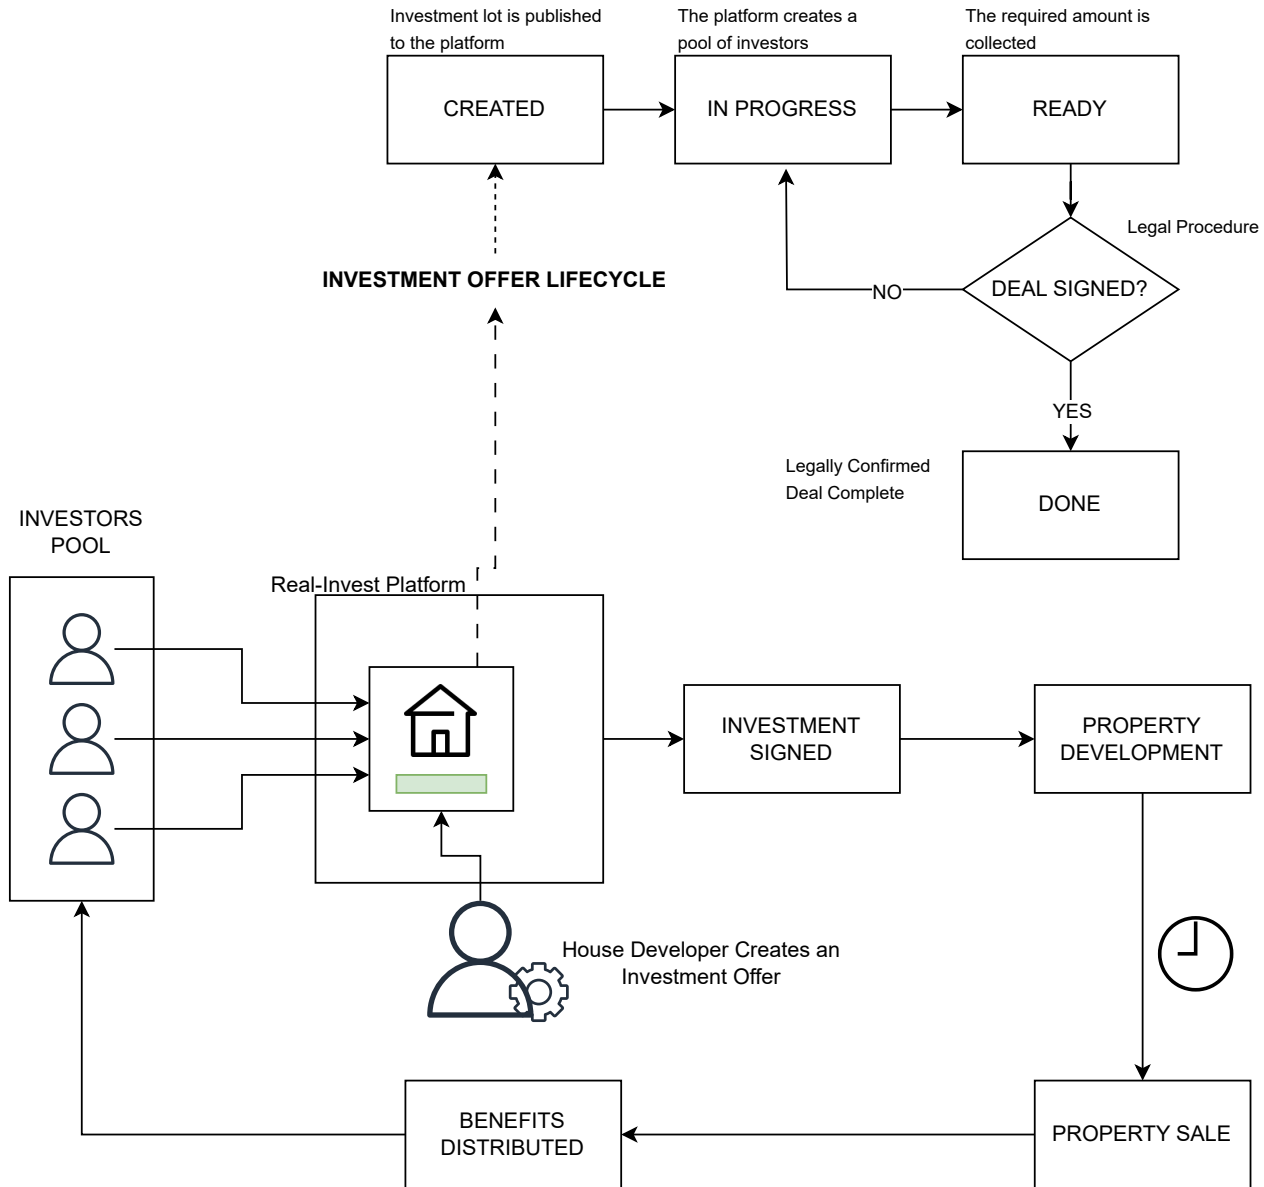 Investment lot is published
to the platform
The platform creates a
pool of investors
The required amount is
collected
CREATED
IN PROGRESS
READY
Legal Procedure
INVESTMENT OFFER LIFECYCLE
NO
DEAL SIGNED?
YES
Legally Confirmed
Deal Complete
DONE
INVESTORS
POOL
Real-Invest Platform
INVESTMENT
SIGNED
PROPERTY
DEVELOPMENT
House Developer Creates an
Investment Offer
BENEFITS
DISTRIBUTED
PROPERTY SALE